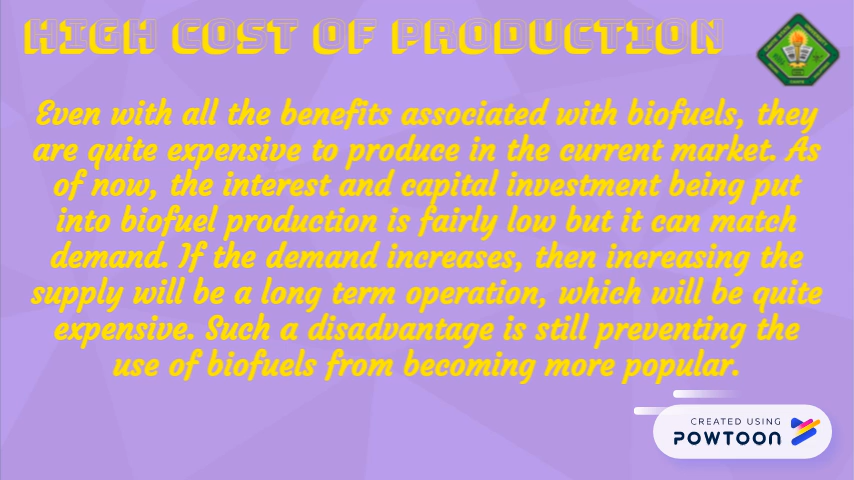 HIGH COST OF PRODUCTION
Even with all the benefits associated with biofuels, they
are quite expensive to produce in the current market. As
of now, the interest and capital investment being put
into biofuel production is fairly low but it can match
demand. If the demand increases, then increasing the
supply will be a long term operation, which will be quite
expensive. Such a disadvantage is still preventing the
use of biofuels from becoming more popular.
CREATED USING
POWTOON